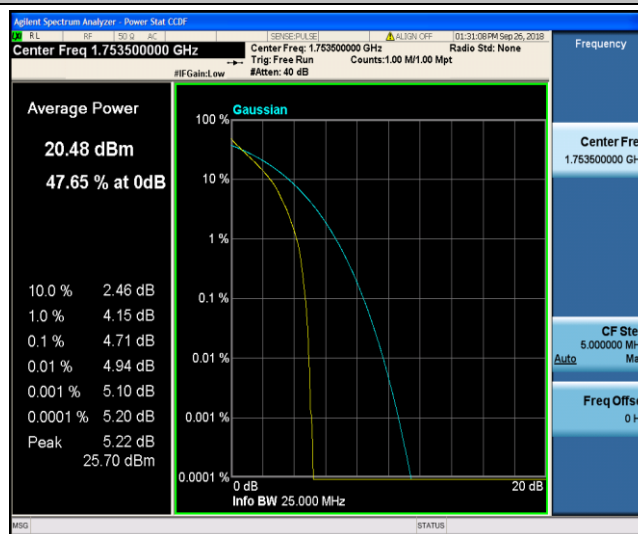 Agilent Spectrum Analyzer - Power Stat CCDF
RL RF 50 Ω AC SENSE:PULSE ALIGN OFF 01:31:08 PM Sep 26, 2018
Center Freq 1.753500000 GHz
Center Freq: 1.753500000 GHz Radio Std: None
Trig: Free Run Counts:1.00 M/1.00 Mpt
#IFGain:Low #Atten: 40 dB
Frequency
Average Power
20.48 dBm
47.65 % at 0dB
10.0 % 2.46 dB
1.0 % 4.15 dB
0.1 % 4.71 dB
0.01 % 4.94 dB
0.001 % 5.10 dB
0.0001 % 5.20 dB
Peak 5.22 dB
25.70 dBm
Gaussian
100 %
10 %
1 %
0.1 %
0.01 %
0.001 %
0.0001 %
0 dB 20 dB
Info BW 25.000 MHz
Center Fre
1.753500000 GH
CF Ste
5.000000 MH
Auto Ma
Freq Offse
0 H
MSG STATUS